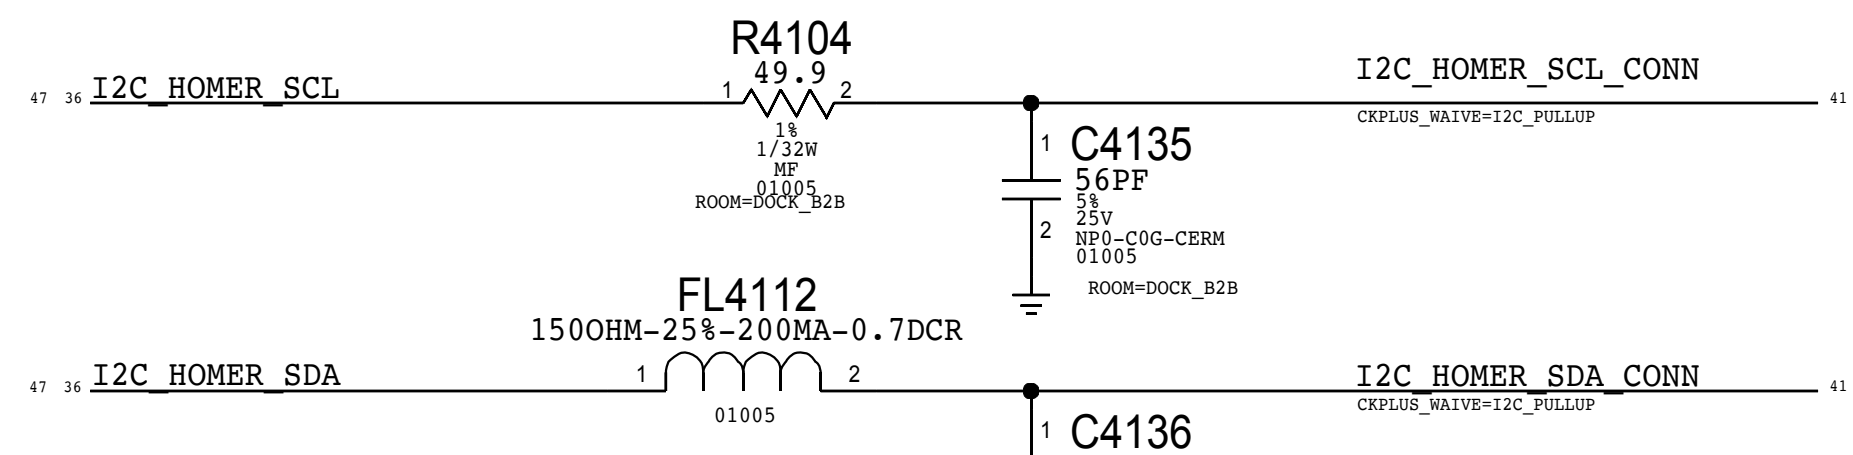 R4104
49.9
47 36 I2C_HOMER_SCL
1 2
1%
1/32W
MF
01005
ROOM=DOCK_B2B
I2C_HOMER_SCL_CONN
41
CKPLUS_WAIVE=I2C_PULLUP
1 C4135
56PF
5%
25V
2
NP0-C0G-CERM
01005
ROOM=DOCK_B2B
FL4112
150OHM-25%-200MA-0.7DCR
47 36 I2C_HOMER_SDA
1 2
01005
I2C_HOMER_SDA_CONN
41
CKPLUS_WAIVE=I2C_PULLUP
1 C4136